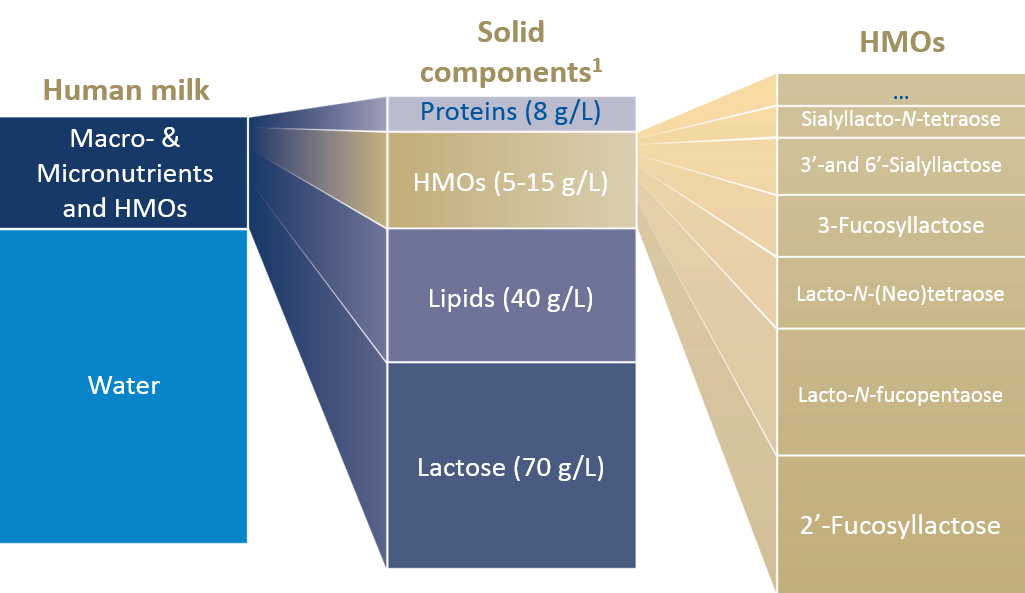 Human milk
Macro- &
Micronutrients
and HMOs
Water
Solid
components¹
Proteins (8 g/L)
HMOs (5-15 g/L)
Lipids (40 g/L)
Lactose (70 g/L)
HMOs
...
Sialyllacto-N-tetraose
3’-and 6’-Sialyllactose
3-Fucosyllactose
Lacto-N-(Neo)tetraose
Lacto-N-fucopentaose
2’-Fucosyllactose